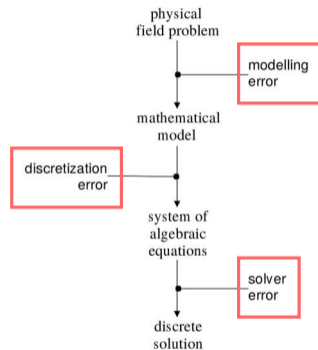 physical
field problem
modelling
error
mathematical
model
discretization
error
system of
algebraic
equations
solver
error
discrete
solution